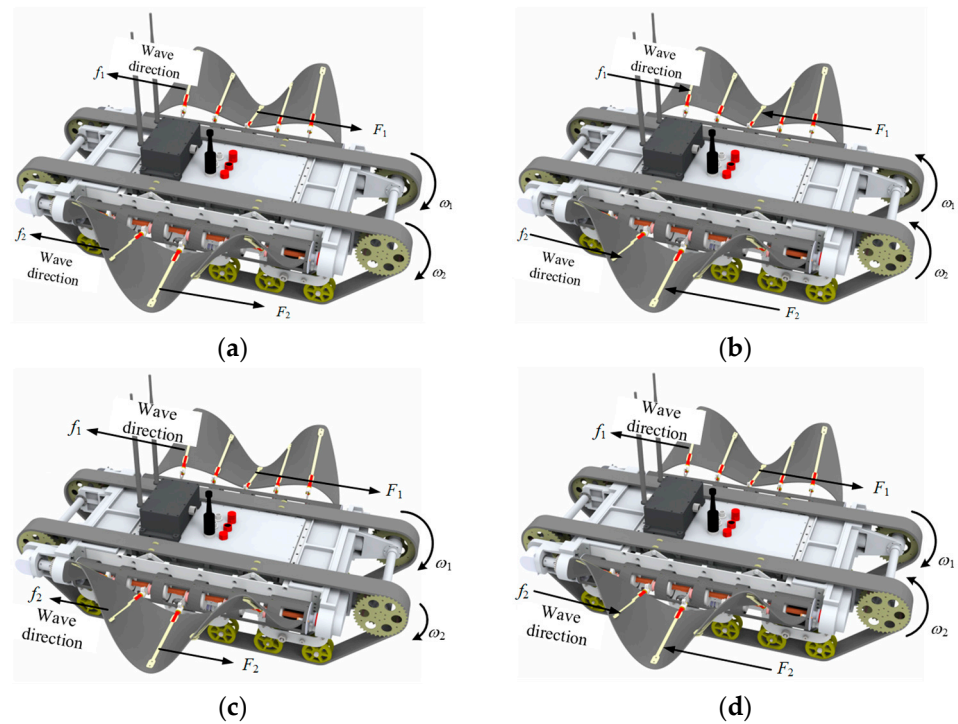 Wave
direction
f1
F1
ω1
f2
Wave
direction
ω2
F2
(a)
Wave
direction
f1
F1
ω1
f2
Wave
direction
ω2
F2
(b)
Wave
direction
f1
F1
ω1
f2
Wave
direction
ω2
F2
(c)
Wave
direction
f1
F1
ω1
f2
Wave
direction
ω2
F2
(d)